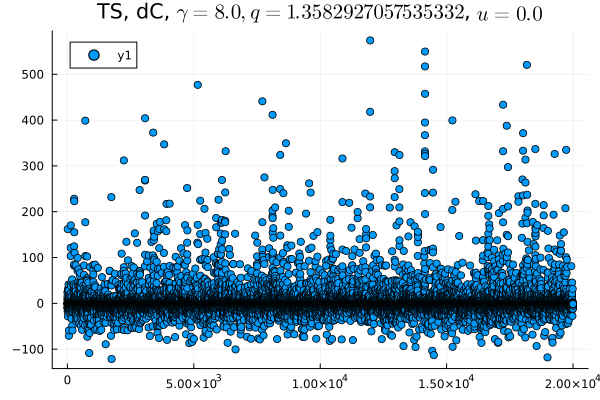 TS, dC, γ = 8.0, q = 1.3582927057535332, u = 0.0
y1
500
400
300
200
100
0
−100
0 5.00×10³ 1.00×10⁴ 1.50×10⁴ 2.00×10⁴